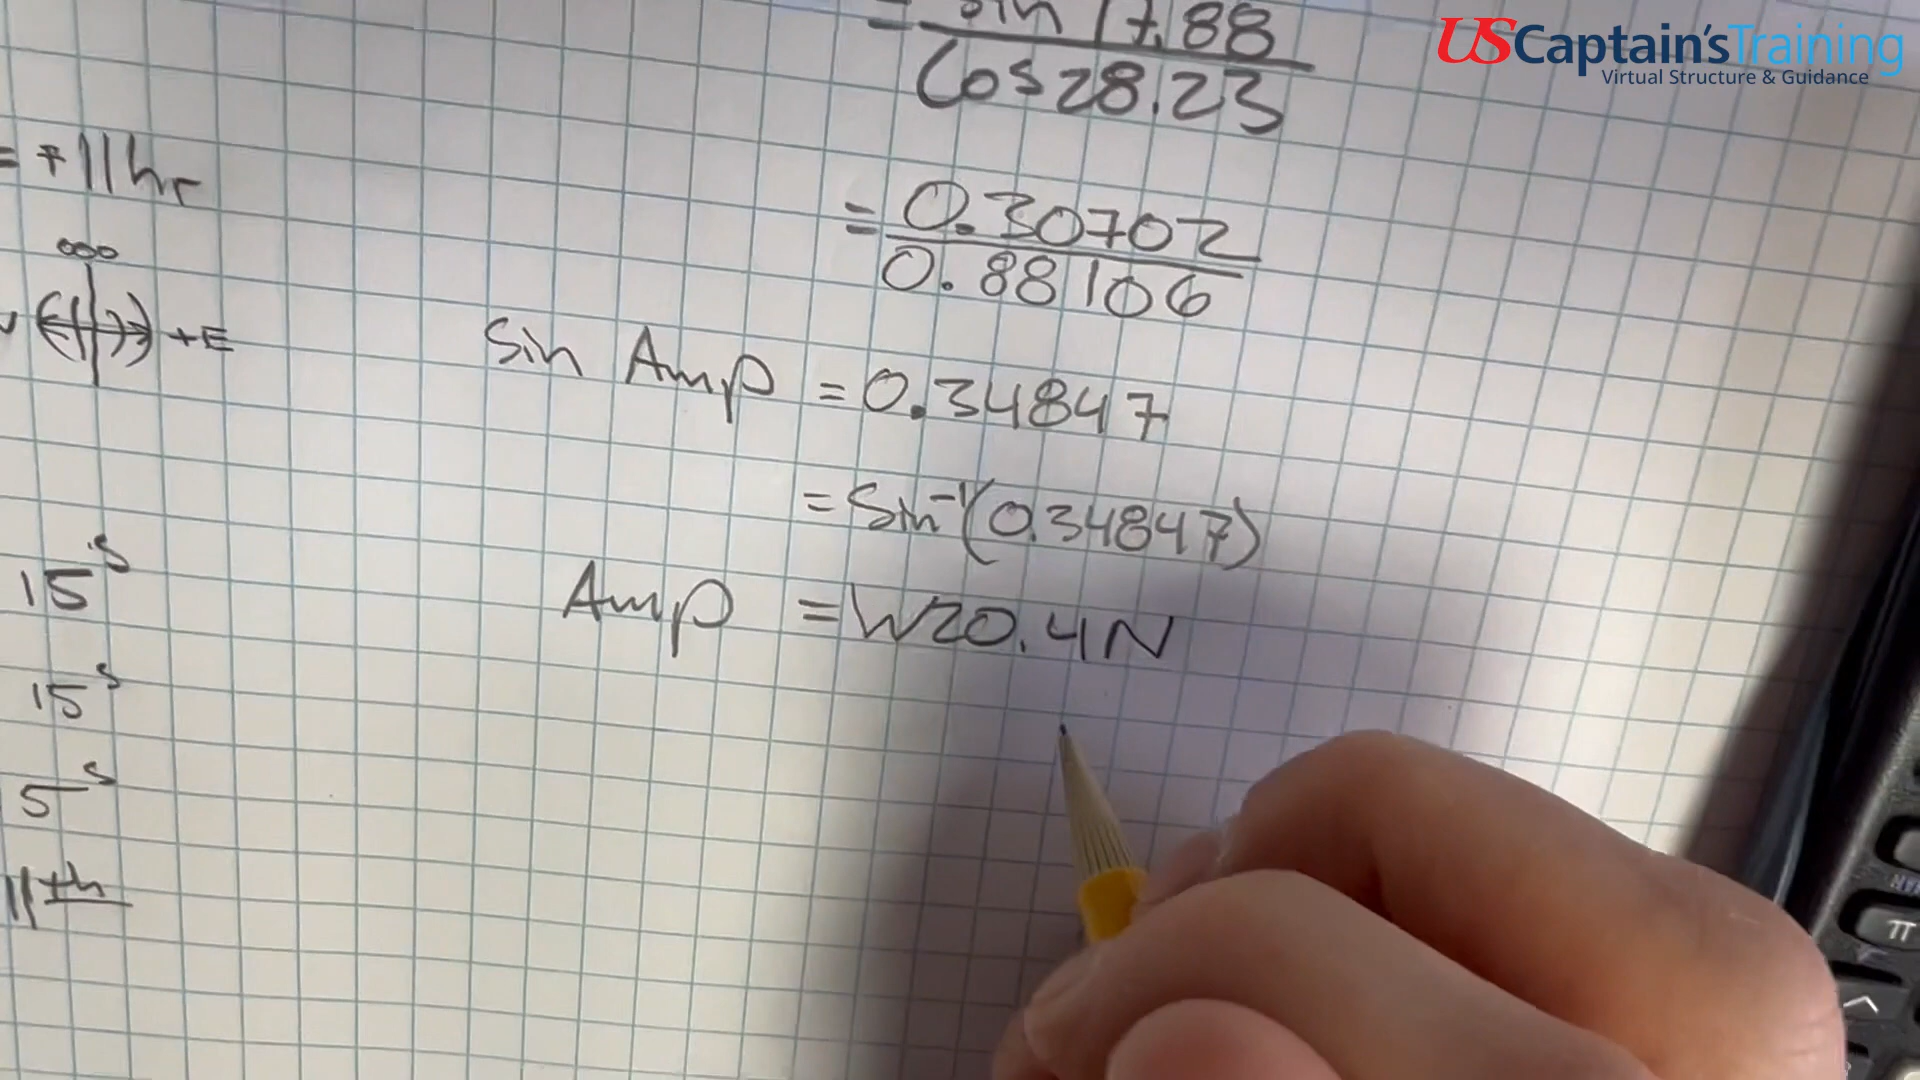 USCaptain'sTraining
Virtual Structure & Guidance
= sin 17.88
Cos 28.23
= +11hr
= 0.30702
0.88106
000
+E
Sin Amp = 0.34847
= Sin⁻¹(0.34847)
15ˢ
Amp = W20.4N
15ˢ
5ˢ
11th
π